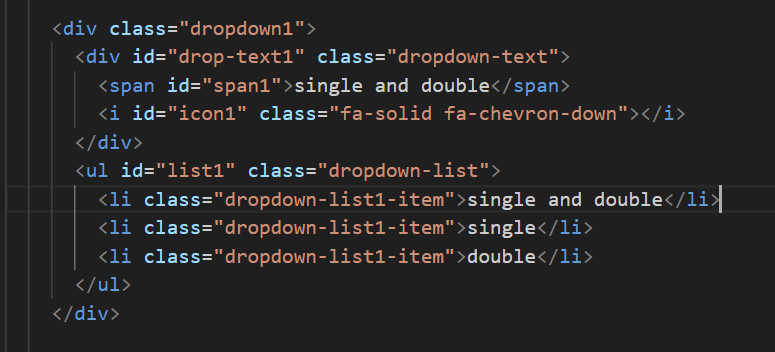 <div class="dropdown1">
<div id="drop-text1" class="dropdown-text">
<span id="span1">single and double</span>
<i id="icon1" class="fa-solid fa-chevron-down"></i>
</div>
<ul id="list1" class="dropdown-list">
<li class="dropdown-list1-item">single and double</li>
<li class="dropdown-list1-item">single</li>
<li class="dropdown-list1-item">double</li>
</ul>
</div>